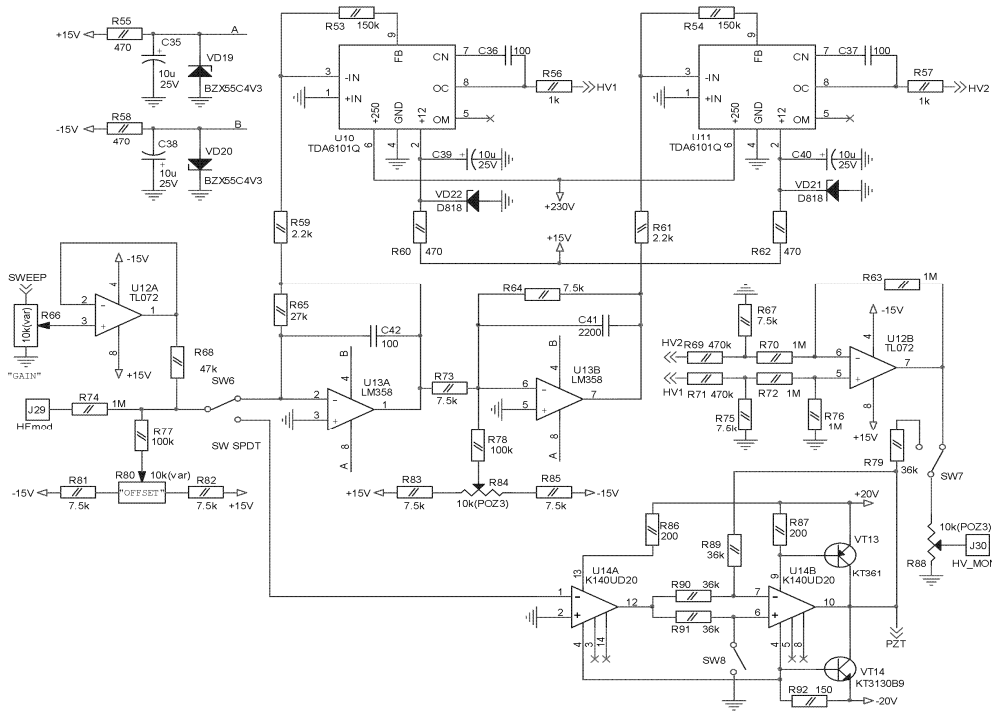 R55
+15V
470
A
C35
+
10u
25V
VD19
BZX55C4V3
R58
-15V
470
B
C38
+
10u
25V
VD20
BZX55C4V3
R53
150k
9
FB
3
-IN
1
+IN
CN
7
C36
100
OC
8
R56
1k
HV1
OM
5
+250
GND
+12
U10
TDA6101Q
6
4
2
C39
+
10u
25V
VD22
D818
+230V
R59
2.2k
R60
470
+15V
R54
150k
9
FB
3
-IN
1
+IN
CN
7
C37
100
OC
8
R57
1k
HV2
OM
5
+250
GND
+12
U11
TDA6101Q
6
4
2
C40
+
10u
25V
VD21
D818
R61
2.2k
R62
470
SWEEP
10k(var)
R66
"GAIN"
-15V
4
U12A
TL072
2
3
1
8
+15V
R68
47k
R65
27k
C42
100
R64
7.5k
C41
2200
SW6
SW SPDT
J29
HFmod
R74
1M
R77
100k
R80
10k(var)
"OFFSET"
R81
7.5k
-15V
R82
7.5k
+15V
B
4
U13A
LM358
2
3
1
8
A
R73
7.5k
B
4
U13B
LM358
6
5
7
8
A
R78
100k
R83
7.5k
+15V
R84
10k(POZ3)
R85
7.5k
-15V
R63
1M
R67
7.5k
HV2
R69
470k
R70
1M
HV1
R71
470k
R72
1M
R75
7.5k
R76
1M
-15V
4
U12B
TL072
6
5
7
8
+15V
R79
36k
SW7
10k(POZ3)
R88
J30
HV_MON
+20V
R86
200
R87
200
R89
36k
VT13
KT361
13
U14A
K140UD20
1
2
12
4
3
14
R90
36k
R91
36k
SW8
9
U14B
K140UD20
7
6
10
4
5
8
PZT
VT14
KT3130B9
R92
150
-20V